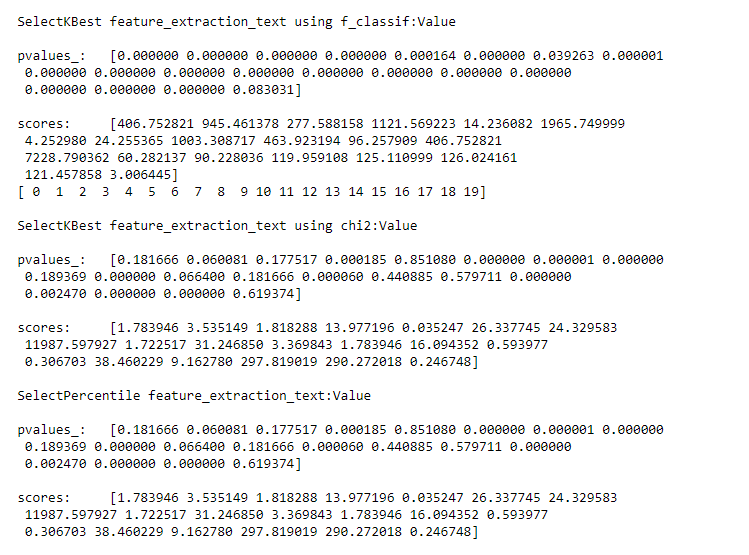 SelectKBest feature_extraction_text using f_classif:Value
pvalues_:   [0.000000 0.000000 0.000000 0.000000 0.000164 0.000000 0.039263 0.000001
 0.000000 0.000000 0.000000 0.000000 0.000000 0.000000 0.000000 0.000000
 0.000000 0.000000 0.000000 0.083031]
scores:     [406.752821 945.461378 277.588158 1121.569223 14.236082 1965.749999
 4.252980 24.255365 1003.308717 463.923194 96.257909 406.752821
 7228.790362 60.282137 90.228036 119.959108 125.110999 126.024161
 121.457858 3.006445]
[ 0  1  2  3  4  5  6  7  8  9 10 11 12 13 14 15 16 17 18 19]
SelectKBest feature_extraction_text using chi2:Value
pvalues_:   [0.181666 0.060081 0.177517 0.000185 0.851080 0.000000 0.000001 0.000000
 0.189369 0.000000 0.066400 0.181666 0.000060 0.440885 0.579711 0.000000
 0.002470 0.000000 0.000000 0.619374]
scores:     [1.783946 3.535149 1.818288 13.977196 0.035247 26.337745 24.329583
 11987.597927 1.722517 31.246850 3.369843 1.783946 16.094352 0.593977
 0.306703 38.460229 9.162780 297.819019 290.272018 0.246748]
SelectPercentile feature_extraction_text:Value
pvalues_:   [0.181666 0.060081 0.177517 0.000185 0.851080 0.000000 0.000001 0.000000
 0.189369 0.000000 0.066400 0.181666 0.000060 0.440885 0.579711 0.000000
 0.002470 0.000000 0.000000 0.619374]
scores:     [1.783946 3.535149 1.818288 13.977196 0.035247 26.337745 24.329583
 11987.597927 1.722517 31.246850 3.369843 1.783946 16.094352 0.593977
 0.306703 38.460229 9.162780 297.819019 290.272018 0.246748]